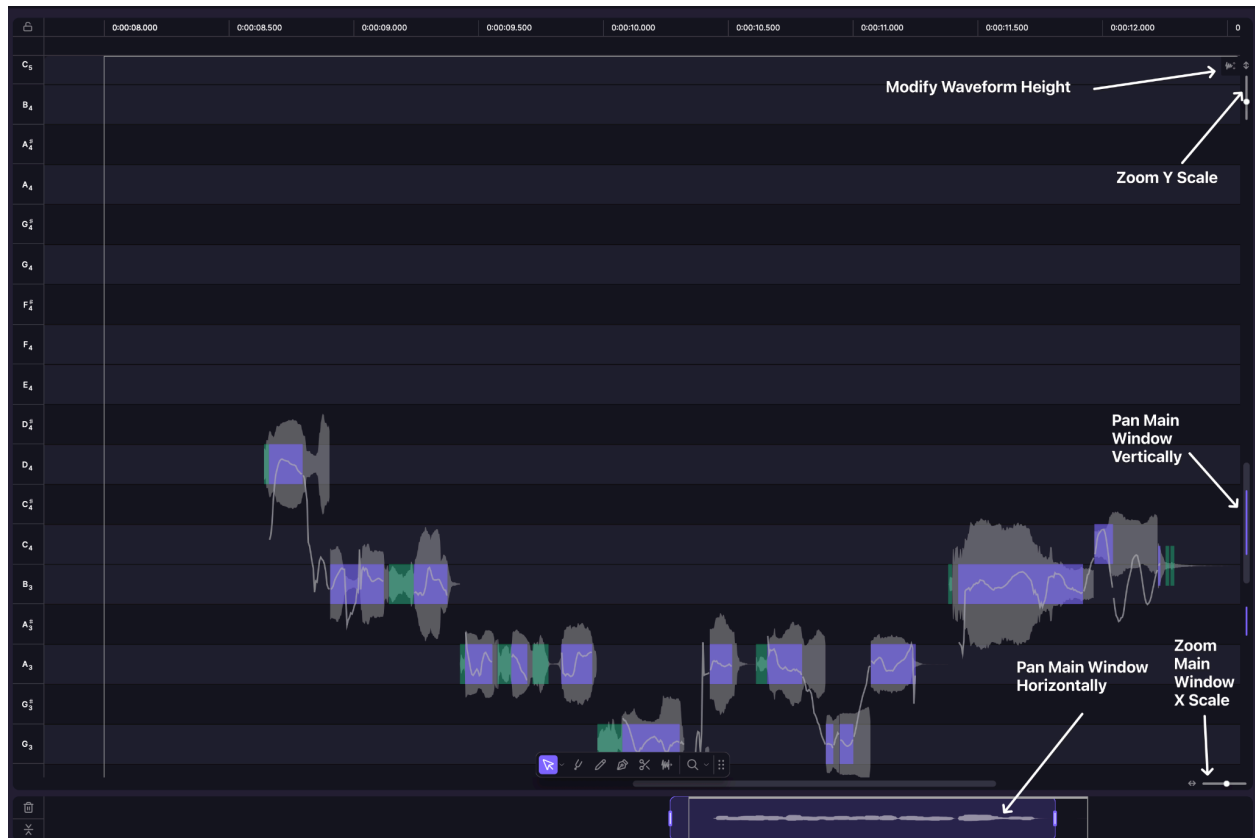 0:00:08.000 0:00:08.500 0:00:09.000 0:00:09.500 0:00:10.000 0:00:10.500 0:00:11.000 0:00:11.500 0:00:12.000 0
C5
Modify Waveform Height
B4
A#4
A4
Zoom Y Scale
G#4
G4
F#4
F4
E4
D#4
Pan Main
Window
Vertically
D4
C#4
C4
B3
A#3
A3
Pan Main Window
Horizontally
Zoom
Main
Window
X Scale
G#3
G3